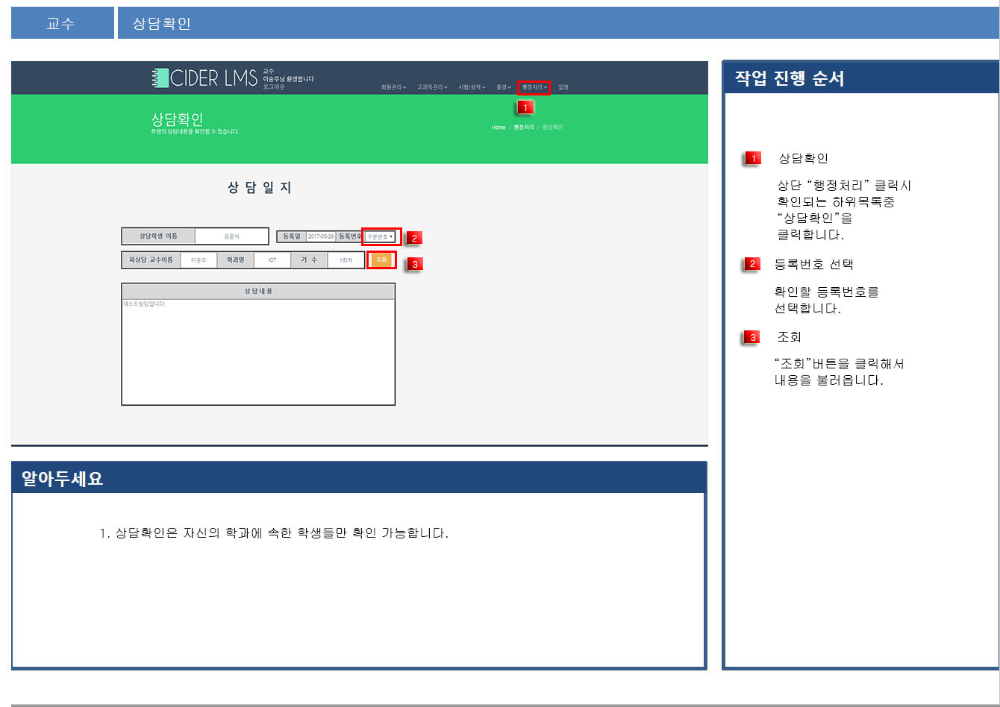 교수
상담확인
CIDER LMS
교수
이승무님 환영합니다
로그아웃
회원관리 교과목관리 시험/성적 출결 행정처리 일정
1
상담확인
학생의 상담내용을 확인할 수 있습니다.
Home / 행정처리 / 상담확인
상 담 일 지
상담학생 이름 김윤식 등록일 2017-05-26 등록번호 구분번호
2
피상담 교수이름 이승무 학과명 IOT 기 수 1회차 조회
3
상담내용
테스트상담입니다.
작업 진행 순서
1 상담확인
상단 “행정처리” 클릭시
확인되는 하위목록중
“상담확인”을
클릭합니다.
2 등록번호 선택
확인할 등록번호를
선택합니다.
3 조회
“조회”버튼을 클릭해서
내용을 불러옵니다.
알아두세요
1. 상담확인은 자신의 학과에 속한 학생들만 확인 가능합니다.